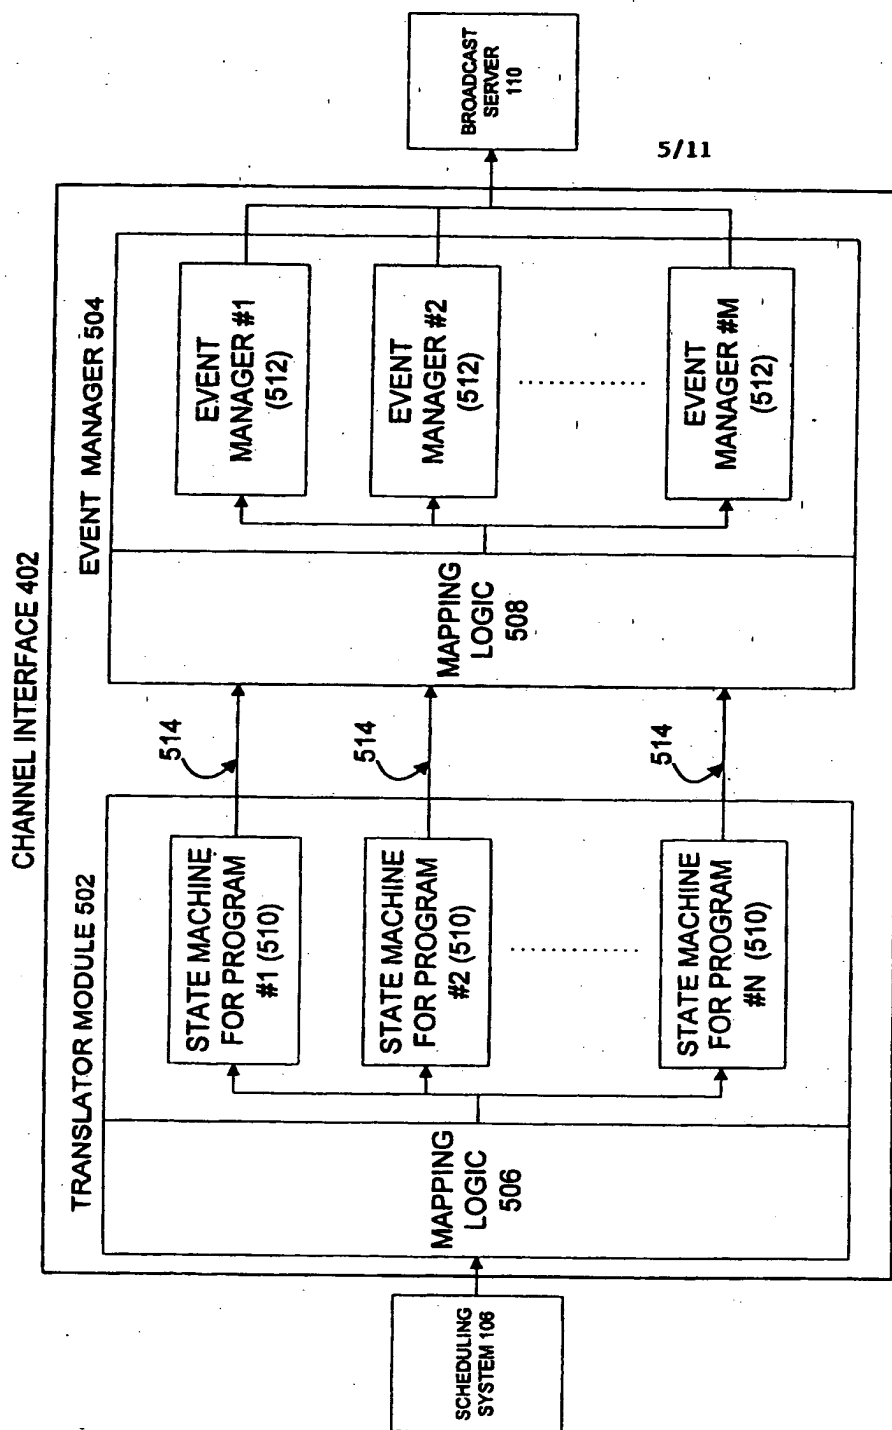 5/11
CHANNEL INTERFACE 402
TRANSLATOR MODULE 502
EVENT MANAGER 504
SCHEDULING
SYSTEM 106
MAPPING
LOGIC
506
STATE MACHINE
FOR PROGRAM
#1 (510)
STATE MACHINE
FOR PROGRAM
#2 (510)
STATE MACHINE
FOR PROGRAM
#N (510)
514
514
514
MAPPING
LOGIC
508
EVENT
MANAGER #1
(512)
EVENT
MANAGER #2
(512)
EVENT
MANAGER #M
(512)
BROADCAST
SERVER
110